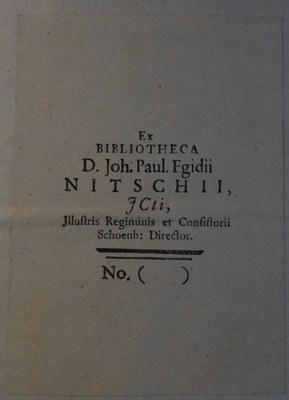 Ex
BIBLIOTHECA
D. Joh. Paul. Egidii
NITSCHII,
JCti,
Jlluſtris Regiminis et Conſiſtorii
Schoenb: Director.
No. ( )